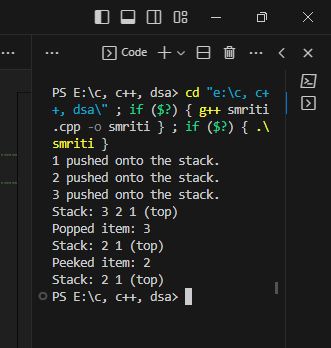 Code
PS E:\c, c++, dsa> cd "e:\c, c+
+, dsa\" ; if ($?) { g++ smriti
.cpp -o smriti } ; if ($?) { .\
smriti }
1 pushed onto the stack.
2 pushed onto the stack.
3 pushed onto the stack.
Stack: 3 2 1 (top)
Popped item: 3
Stack: 2 1 (top)
Peeked item: 2
Stack: 2 1 (top)
PS E:\c, c++, dsa>